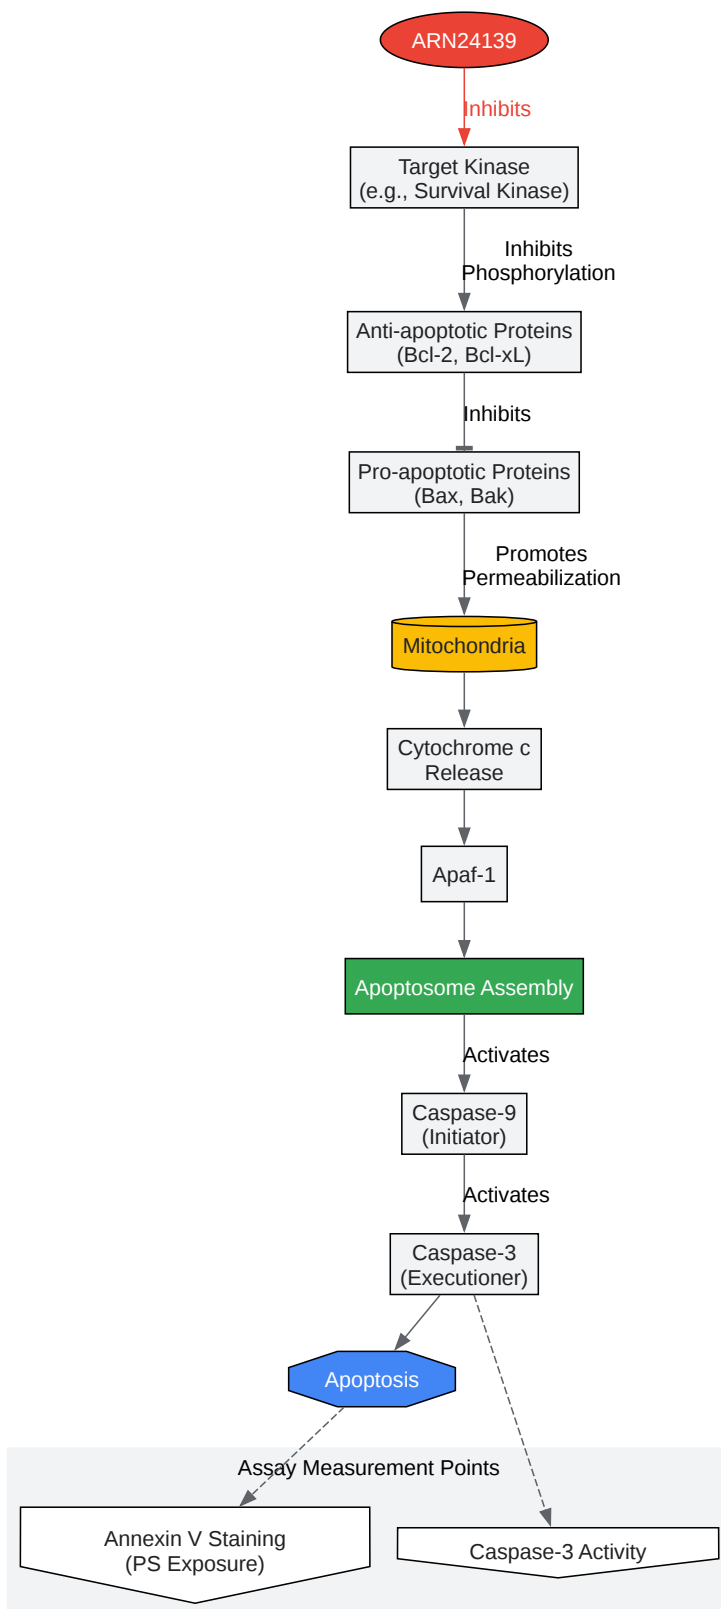 ARN24139
Inhibits
Target Kinase
(e.g., Survival Kinase)
Inhibits
Phosphorylation
Anti-apoptotic Proteins
(Bcl-2, Bcl-xL)
Inhibits
Pro-apoptotic Proteins
(Bax, Bak)
Promotes
Permeabilization
Mitochondria
Cytochrome c
Release
Apaf-1
Apoptosome Assembly
Activates
Caspase-9
(Initiator)
Activates
Caspase-3
(Executioner)
Apoptosis
Assay Measurement Points
Annexin V Staining
(PS Exposure)
Caspase-3 Activity